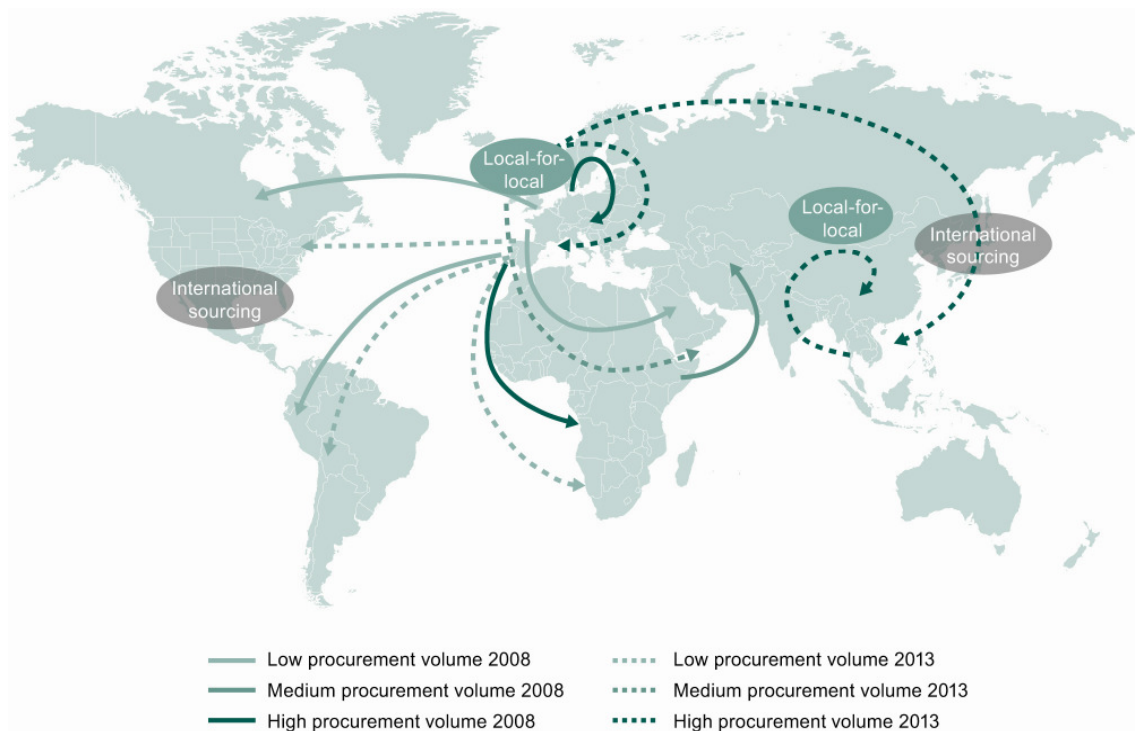 Local-for-
local
Local-for-
local
International
sourcing
International
sourcing
Low procurement volume 2008
Low procurement volume 2013
Medium procurement volume 2008
Medium procurement volume 2013
High procurement volume 2008
High procurement volume 2013